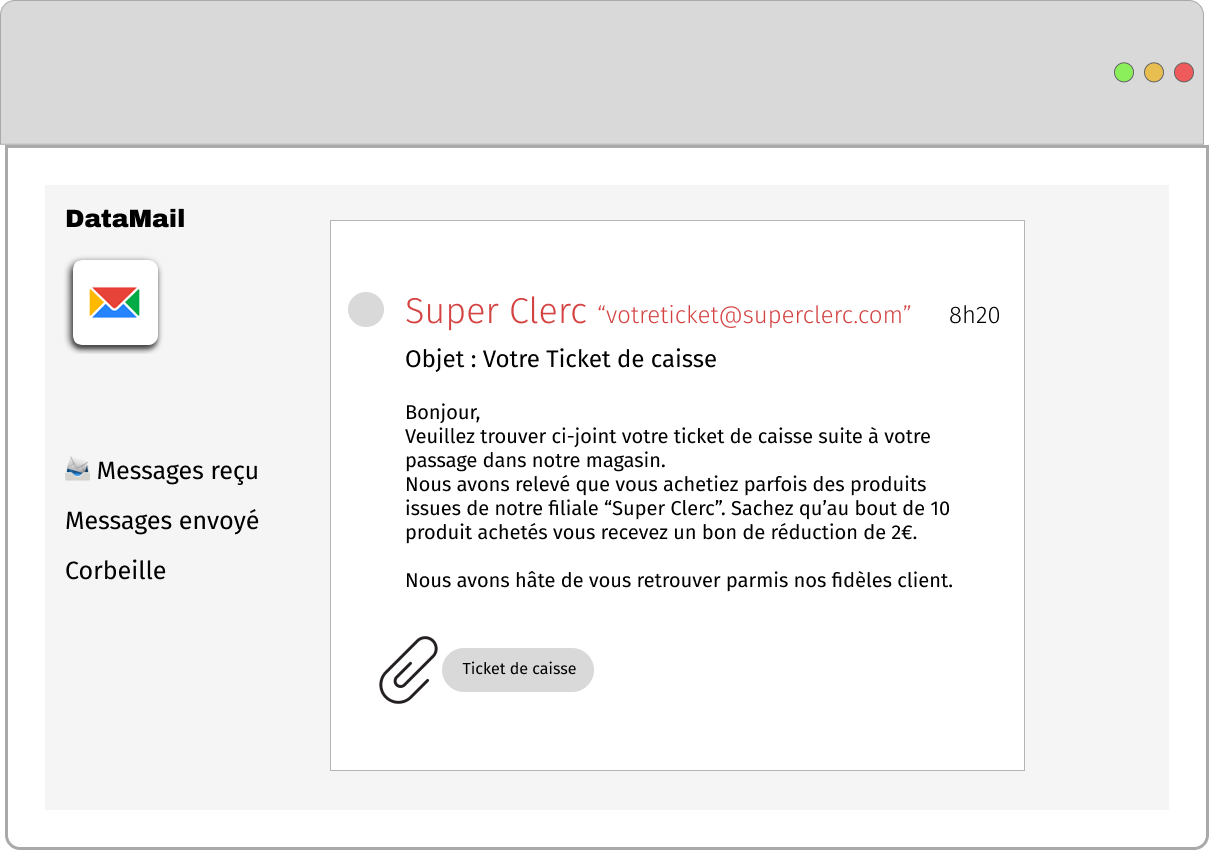 DataMail
Messages reçu
Messages envoyé
Corbeille
Super Clerc “votreticket@superclerc.com” 8h20
Objet : Votre Ticket de caisse
Bonjour,
Veuillez trouver ci-joint votre ticket de caisse suite à votre
passage dans notre magasin.
Nous avons relevé que vous achetiez parfois des produits
issues de notre filiale “Super Clerc”. Sachez qu’au bout de 10
produit achetés vous recevez un bon de réduction de 2€.
Nous avons hâte de vous retrouver parmis nos fidèles client.
Ticket de caisse